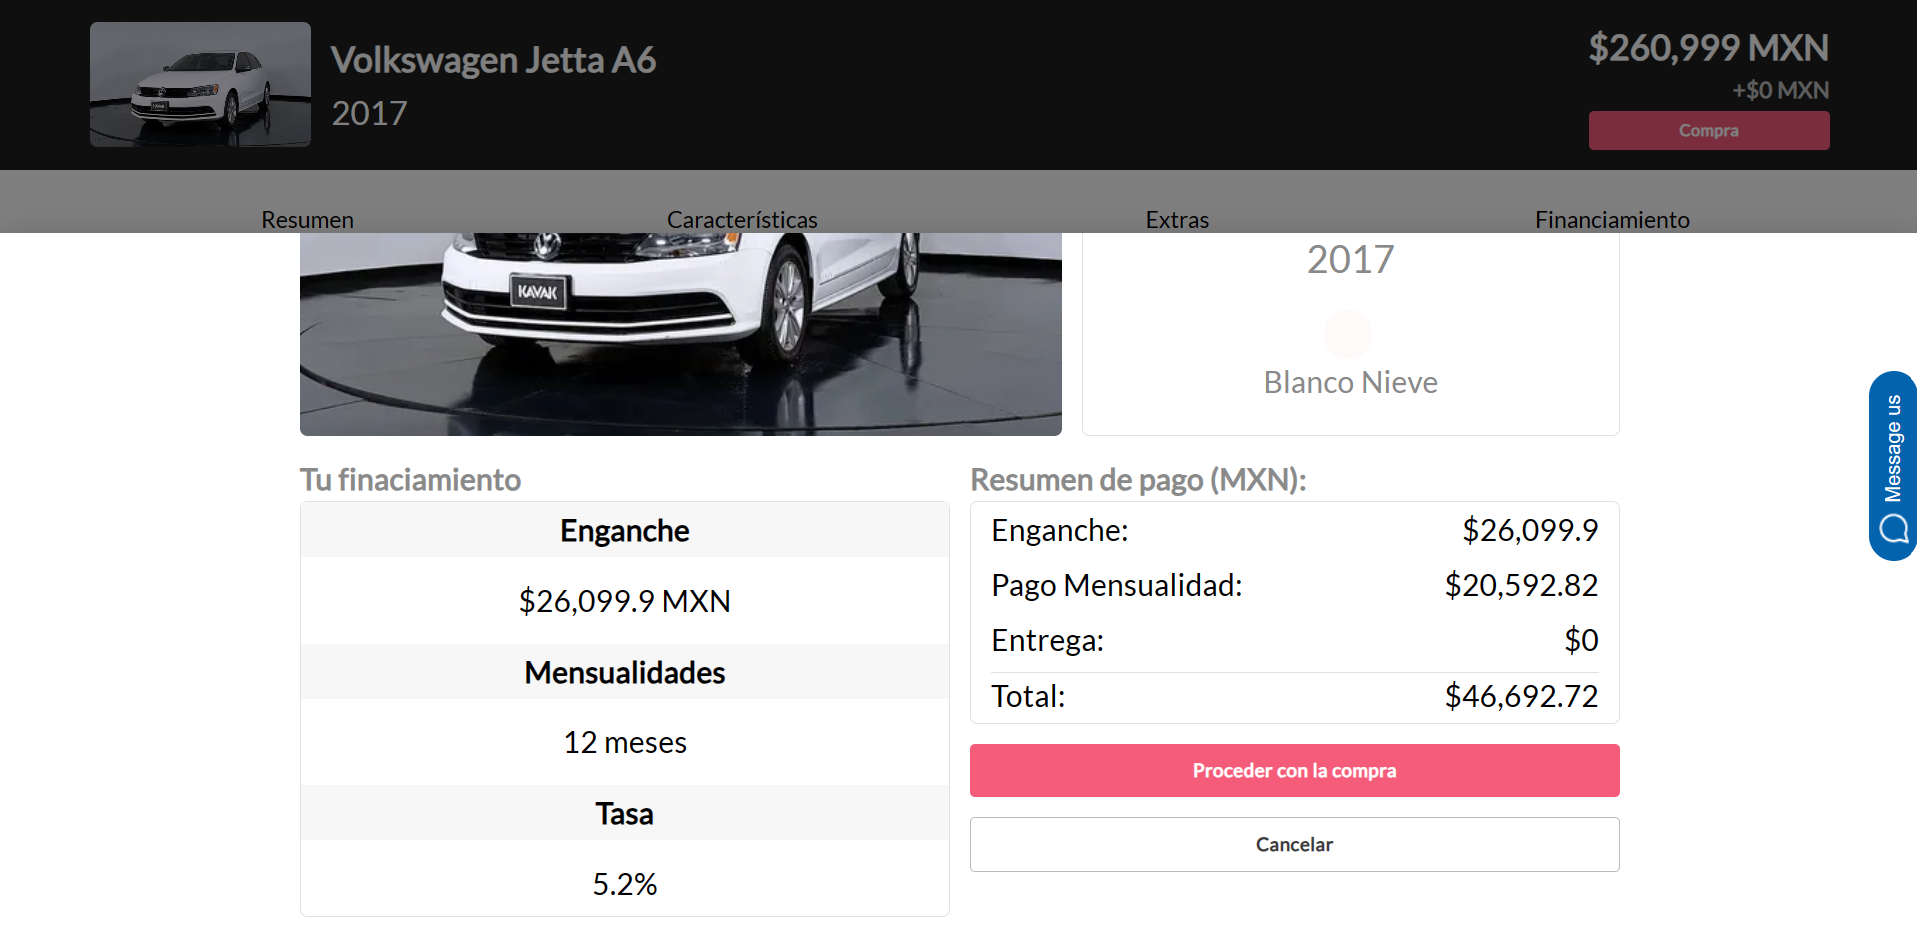 Volkswagen Jetta A6
2017
$260,999 MXN
+$0 MXN
Compra
Resumen
Características
Extras
Financiamiento
KAVAK
2017
Blanco Nieve
Message us
Tu finaciamiento
Enganche
$26,099.9 MXN
Mensualidades
12 meses
Tasa
5.2%
Resumen de pago (MXN):
Enganche: $26,099.9
Pago Mensualidad: $20,592.82
Entrega: $0
Total: $46,692.72
Proceder con la compra
Cancelar